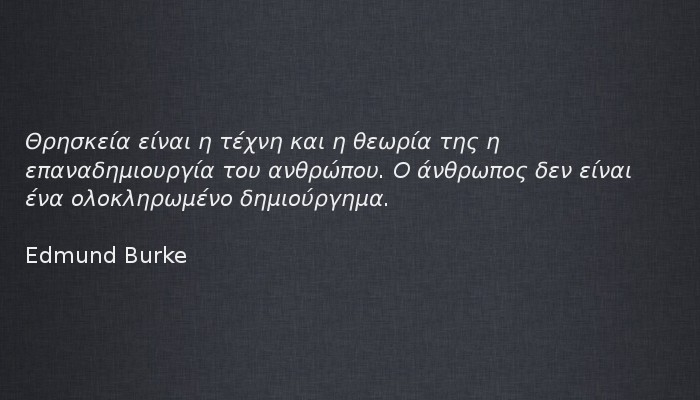 Θρησκεία είναι η τέχνη και η θεωρία της η
επαναδημιουργία του ανθρώπου. Ο άνθρωπος δεν είναι
ένα ολοκληρωμένο δημιούργημα.
Edmund Burke